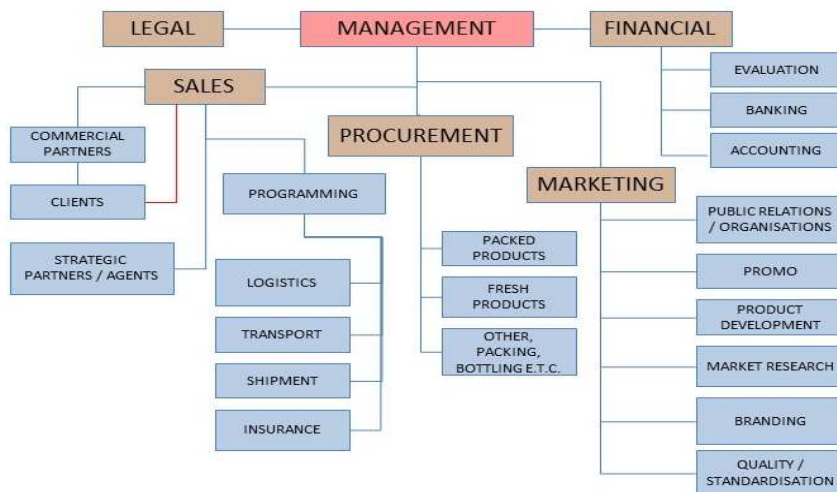 LEGAL
MANAGEMENT
FINANCIAL
SALES
EVALUATION
BANKING
ACCOUNTING
COMMERCIAL
PARTNERS
CLIENTS
STRATEGIC
PARTNERS / AGENTS
PROGRAMMING
LOGISTICS
TRANSPORT
SHIPMENT
INSURANCE
PROCUREMENT
PACKED
PRODUCTS
FRESH
PRODUCTS
OTHER,
PACKING,
BOTTLING E.T.C.
MARKETING
PUBLIC RELATIONS
/ ORGANISATIONS
PROMO
PRODUCT
DEVELOPMENT
MARKET RESEARCH
BRANDING
QUALITY /
STANDARDISATION